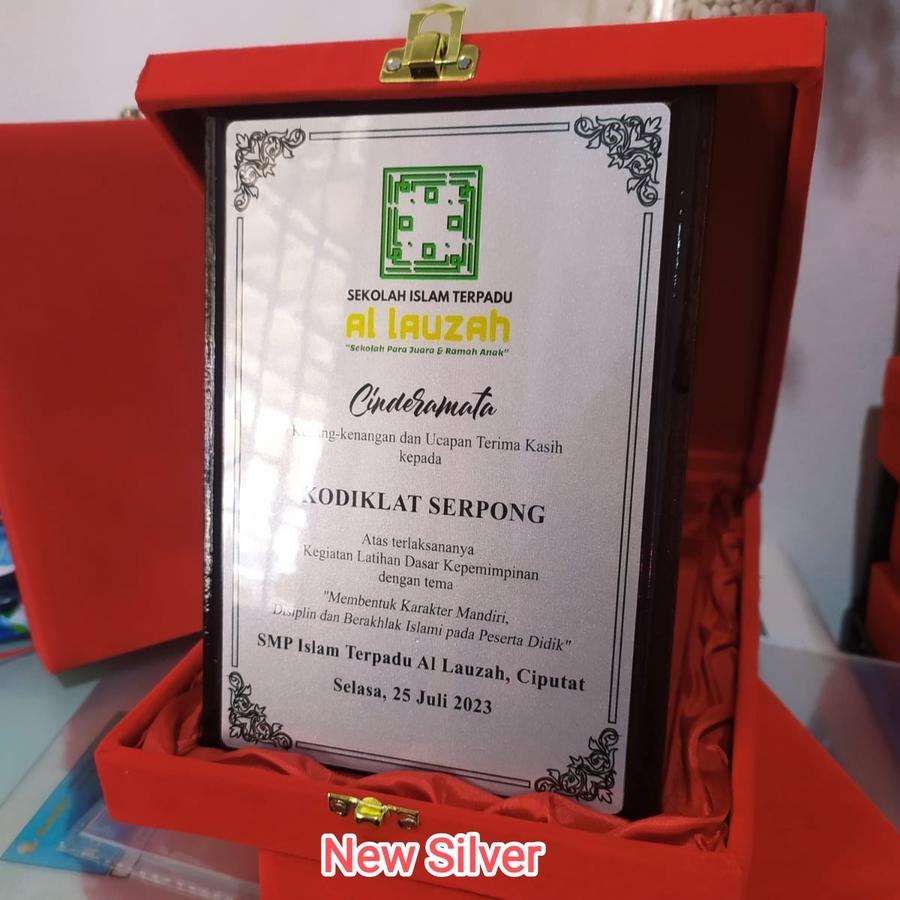 SEKOLAH ISLAM TERPADU
Al lAUZAh
"Sekolah Para Juara & Ramah Anak"
Cinderamata
Kenang-kenangan dan Ucapan Terima Kasih
kepada
KODIKLAT SERPONG
Atas terlaksananya
Kegiatan Latihan Dasar Kepemimpinan
dengan tema
"Membentuk Karakter Mandiri,
Disiplin dan Berakhlak Islami pada Peserta Didik"
SMP Islam Terpadu Al Lauzah, Ciputat
Selasa, 25 Juli 2023
New Silver